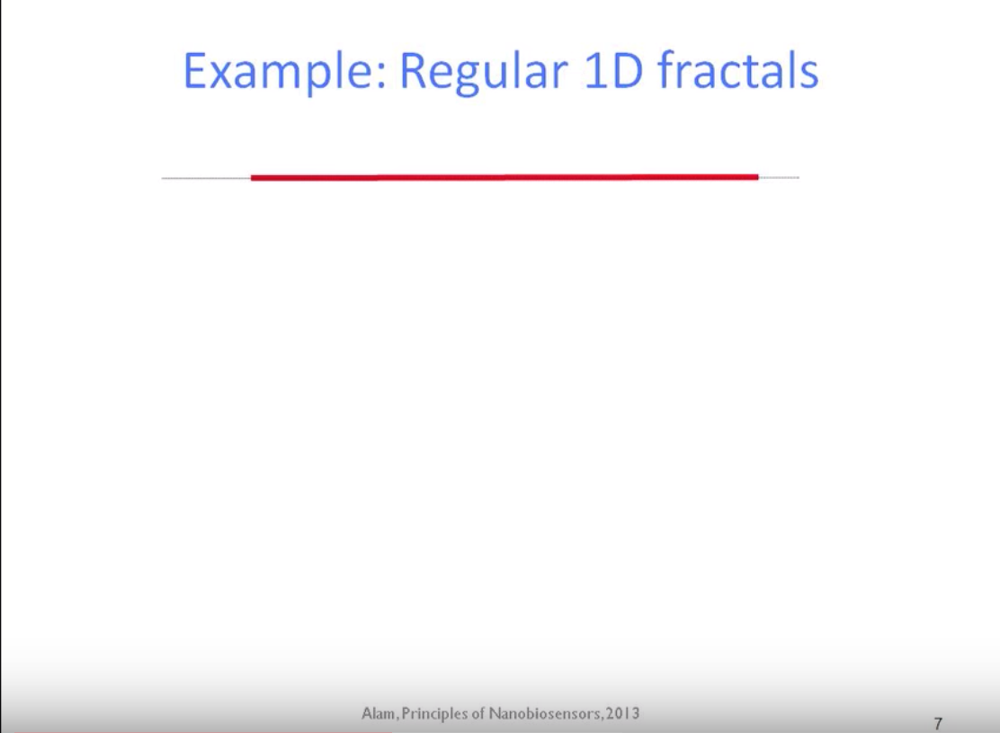 Example: Regular 1D fractals
Alam, Principles of Nanobiosensors, 2013
7